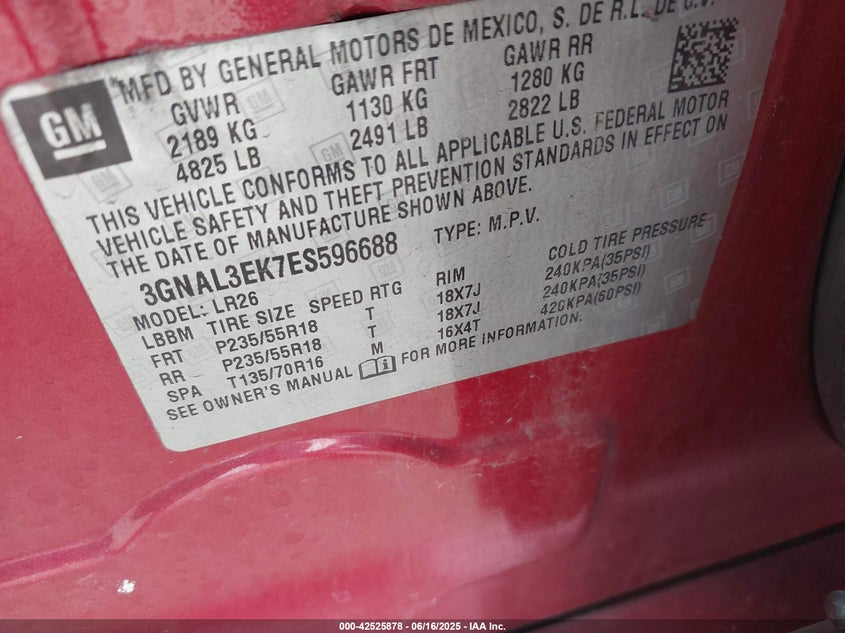 MFD BY GENERAL MOTORS DE MEXICO, S. DE R.L. DE C.V.
GM
GVWR GAWR FRT GAWR RR
2189 KG 1130 KG 1280 KG
4825 LB 2491 LB 2822 LB
THIS VEHICLE CONFORMS TO ALL APPLICABLE U.S. FEDERAL MOTOR
VEHICLE SAFETY AND THEFT PREVENTION STANDARDS IN EFFECT ON
THE DATE OF MANUFACTURE SHOWN ABOVE.
3GNAL3EK7ES596688 TYPE: M.P.V.
MODEL: LR26
LBBM TIRE SIZE SPEED RTG RIM COLD TIRE PRESSURE
FRT P235/55R18 T 18X7J 240KPA(35PSI)
RR P235/55R18 T 18X7J 240KPA(35PSI)
SPA T135/70R16 M 16X4T 420KPA(60PSI)
SEE OWNER'S MANUAL FOR MORE INFORMATION.
000-42525878 - 06/16/2025 - IAA Inc.